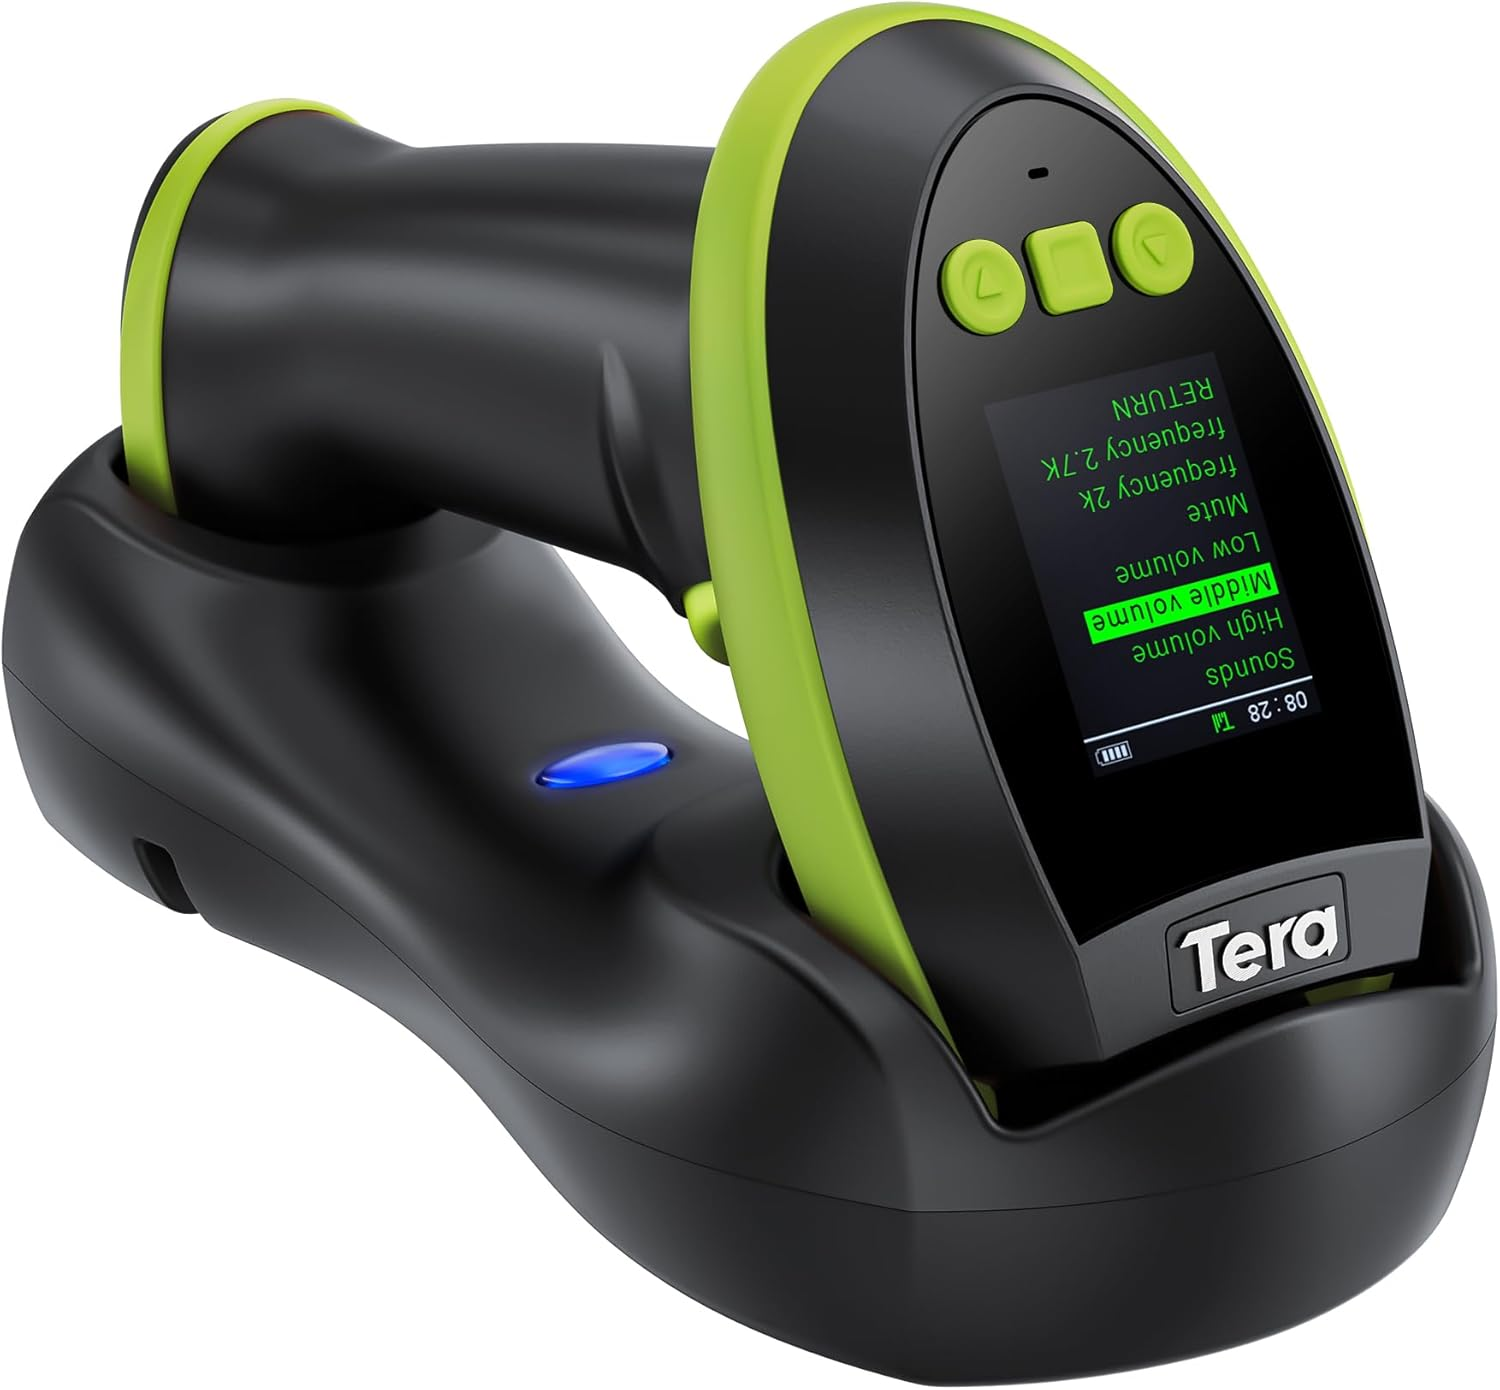 08:28
Sounds
High volume
Middle volume
Low volume
Mute
frequency 2k
frequency 2.7K
RETURN
Tera